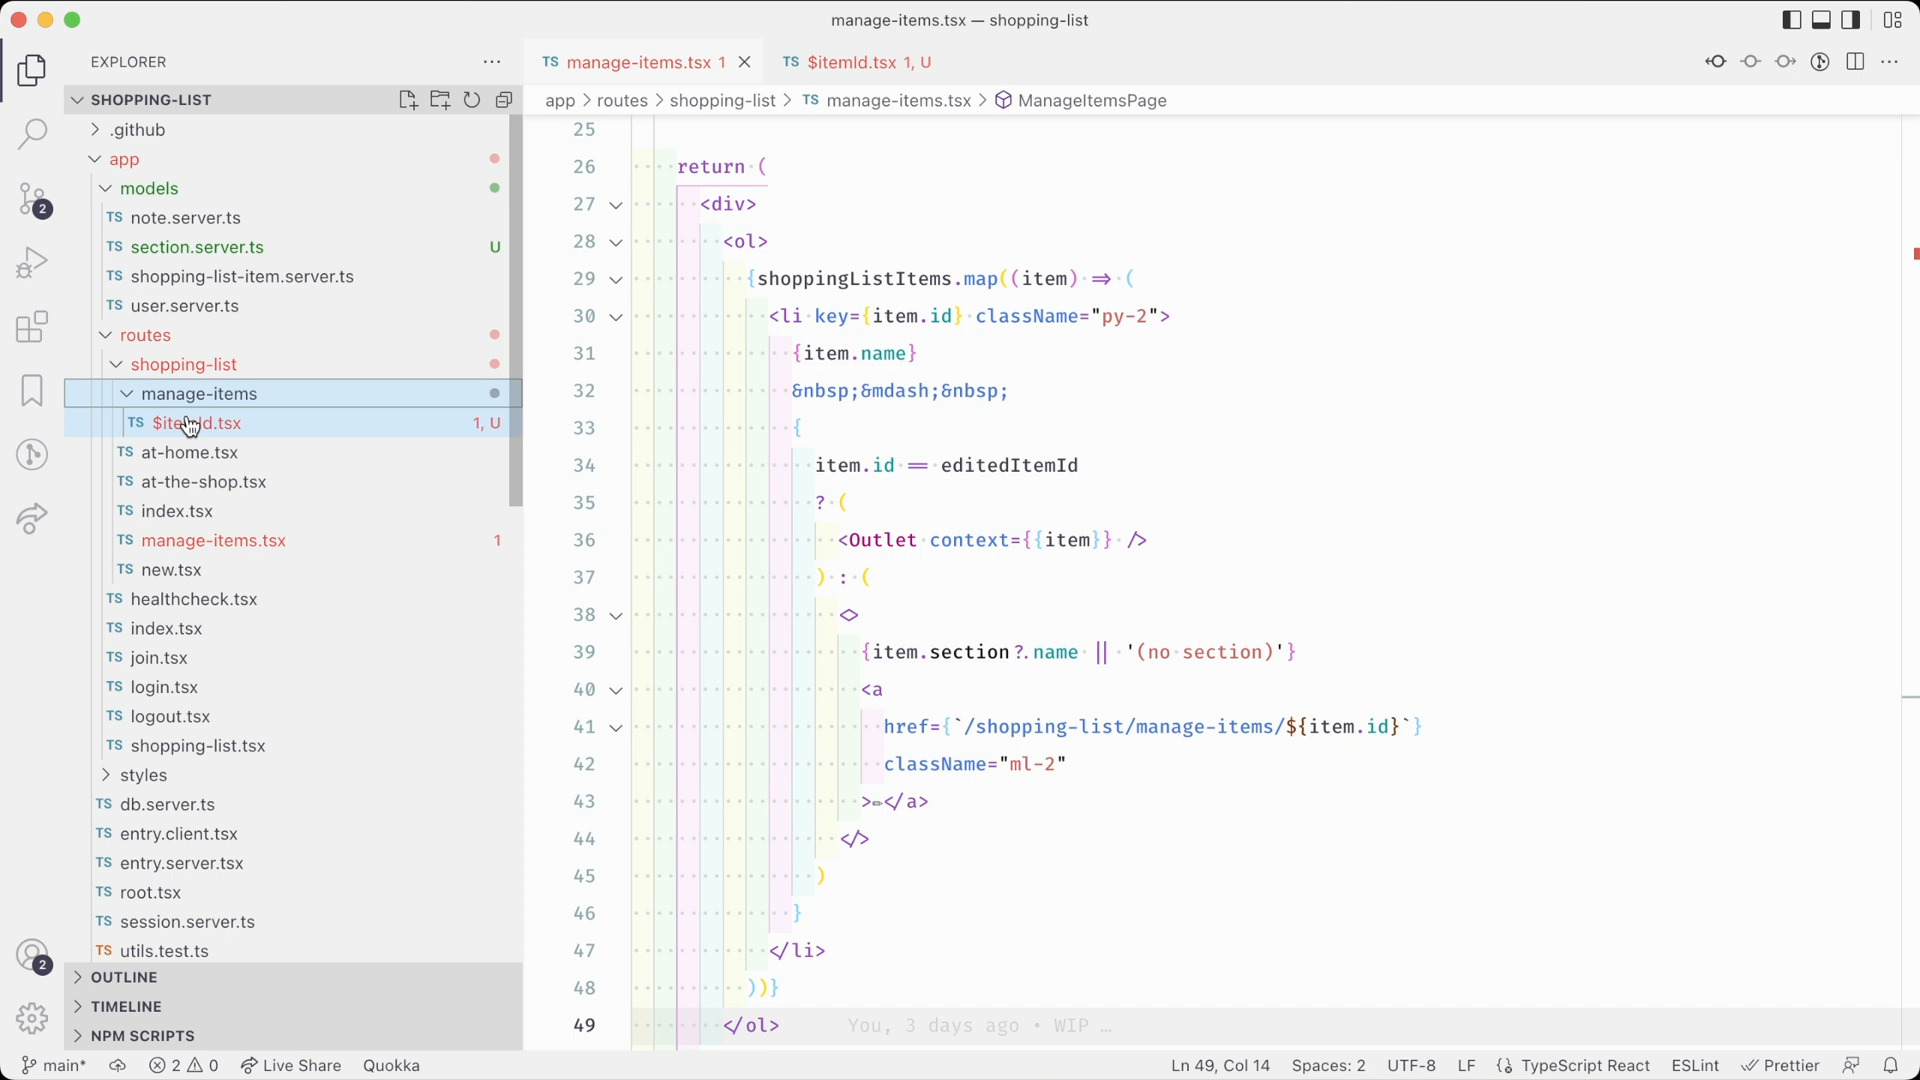 manage-items.tsx — shopping-list
EXPLORER
SHOPPING-LIST
.github
app
models
TS note.server.ts
TS section.server.ts U
TS shopping-list-item.server.ts
TS user.server.ts
routes
shopping-list
manage-items
TS $itemId.tsx 1, U
TS at-home.tsx
TS at-the-shop.tsx
TS index.tsx
TS manage-items.tsx 1
TS new.tsx
TS healthcheck.tsx
TS index.tsx
TS join.tsx
TS login.tsx
TS logout.tsx
TS shopping-list.tsx
styles
TS db.server.ts
TS entry.client.tsx
TS entry.server.tsx
TS root.tsx
TS session.server.ts
TS utils.test.ts
OUTLINE
TIMELINE
NPM SCRIPTS
2
2
TS manage-items.tsx 1
TS $itemId.tsx 1, U
app > routes > shopping-list > TS manage-items.tsx > ManageItemsPage
25
26 return (
27 <div>
28 <ol>
29 {shoppingListItems.map((item) => (
30 <li key={item.id} className="py-2">
31 {item.name}
32 &nbsp;&mdash;&nbsp;
33 {
34 item.id == editedItemId
35 ? (
36 <Outlet context={{item}} />
37 ) : (
38 <>
39 {item.section?.name || '(no section)'}
40 <a
41 href={`/shopping-list/manage-items/${item.id}`}
42 className="ml-2"
43 >✏</a>
44 </>
45 )
46 }
47 </li>
48 ))}
49 </ol> You, 3 days ago • WIP …
main* 2 0 Live Share Quokka Ln 49, Col 14 Spaces: 2 UTF-8 LF {} TypeScript React ESLint Prettier